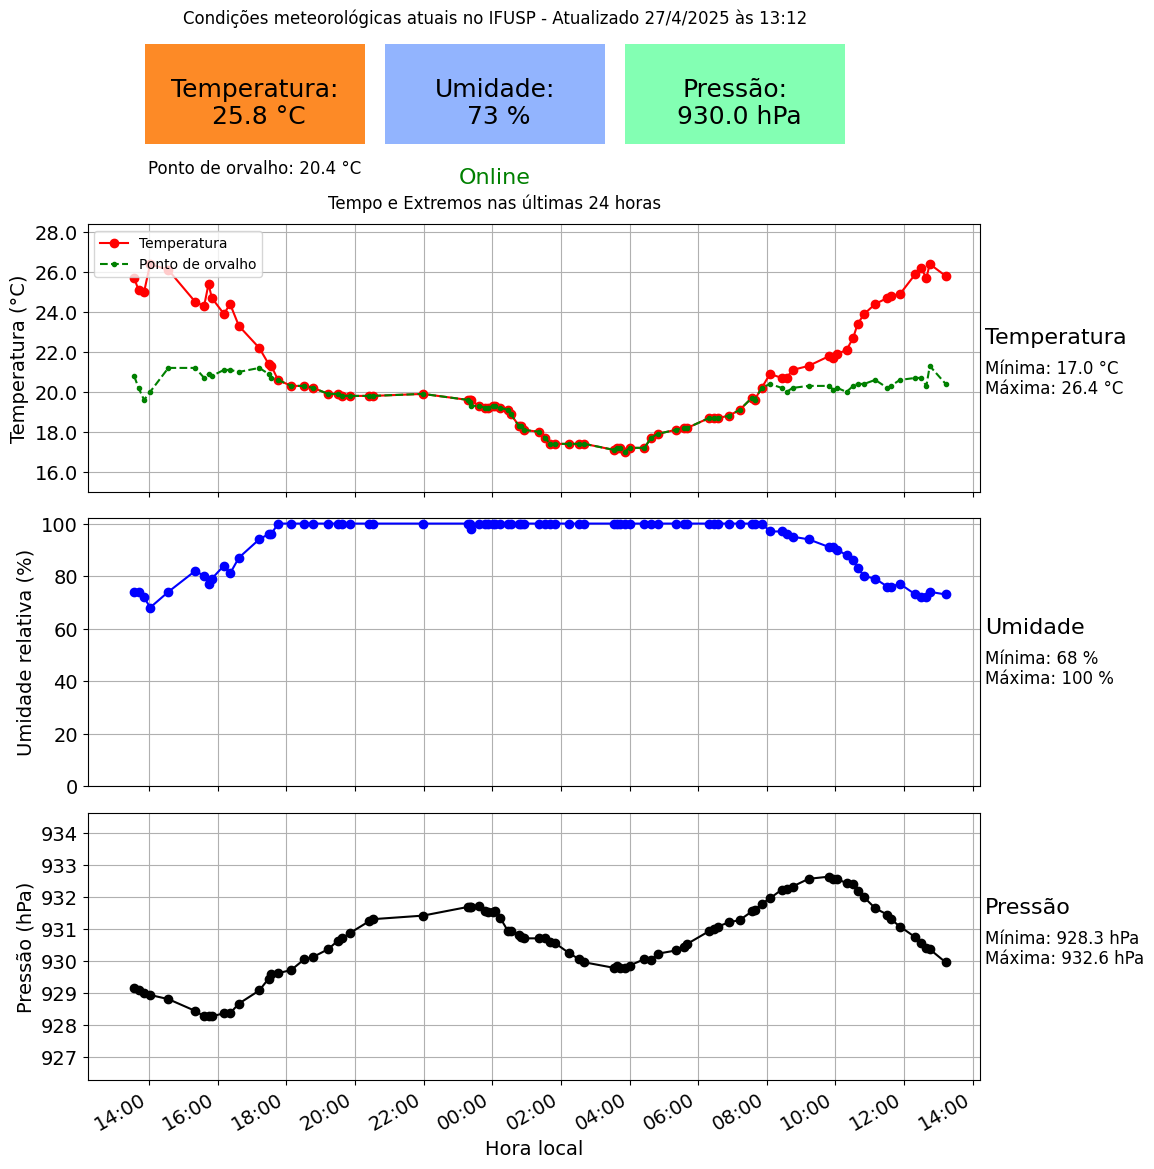 Condições meteorológicas atuais no IFUSP - Atualizado 27/4/2025 às 13:12
Temperatura:
25.8 °C
Umidade:
73 %
Pressão:
930.0 hPa
Ponto de orvalho: 20.4 °C
Online
Tempo e Extremos nas últimas 24 horas
Temperatura (°C)
28.0
26.0
24.0
22.0
20.0
18.0
16.0
Temperatura
Ponto de orvalho
Temperatura
Mínima: 17.0 °C
Máxima: 26.4 °C
Umidade relativa (%)
100
80
60
40
20
0
Umidade
Mínima: 68 %
Máxima: 100 %
Pressão (hPa)
934
933
932
931
930
929
928
927
Pressão
Mínima: 928.3 hPa
Máxima: 932.6 hPa
14:00 16:00 18:00 20:00 22:00 00:00 02:00 04:00 06:00 08:00 10:00 12:00 14:00
Hora local